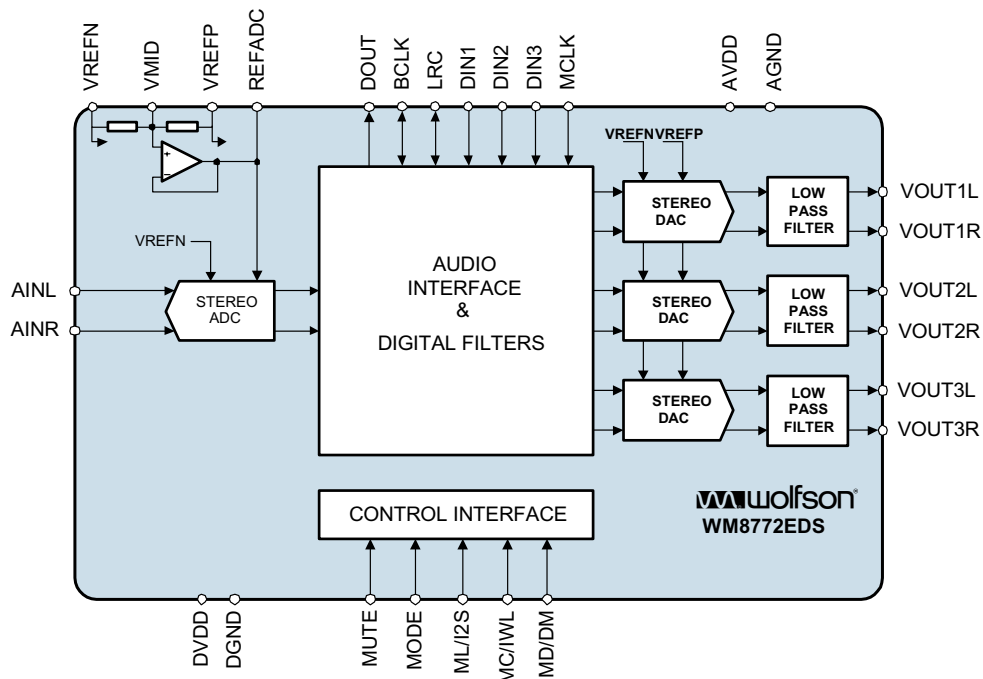 VREFN
VMID
VREFP
REFADC
DOUT
BCLK
LRC
DIN1
DIN2
DIN3
MCLK
AVDD
AGND
VREFN VREFP
STEREO
DAC
LOW
PASS
FILTER
VOUT1L
VOUT1R
VREFN
AINL
AINR
STEREO
ADC
AUDIO
INTERFACE
&
DIGITAL FILTERS
STEREO
DAC
LOW
PASS
FILTER
VOUT2L
VOUT2R
STEREO
DAC
LOW
PASS
FILTER
VOUT3L
VOUT3R
CONTROL INTERFACE
wolfson®
WM8772EDS
DVDD
DGND
MUTE
MODE
ML/I2S
MC/IWL
MD/DM